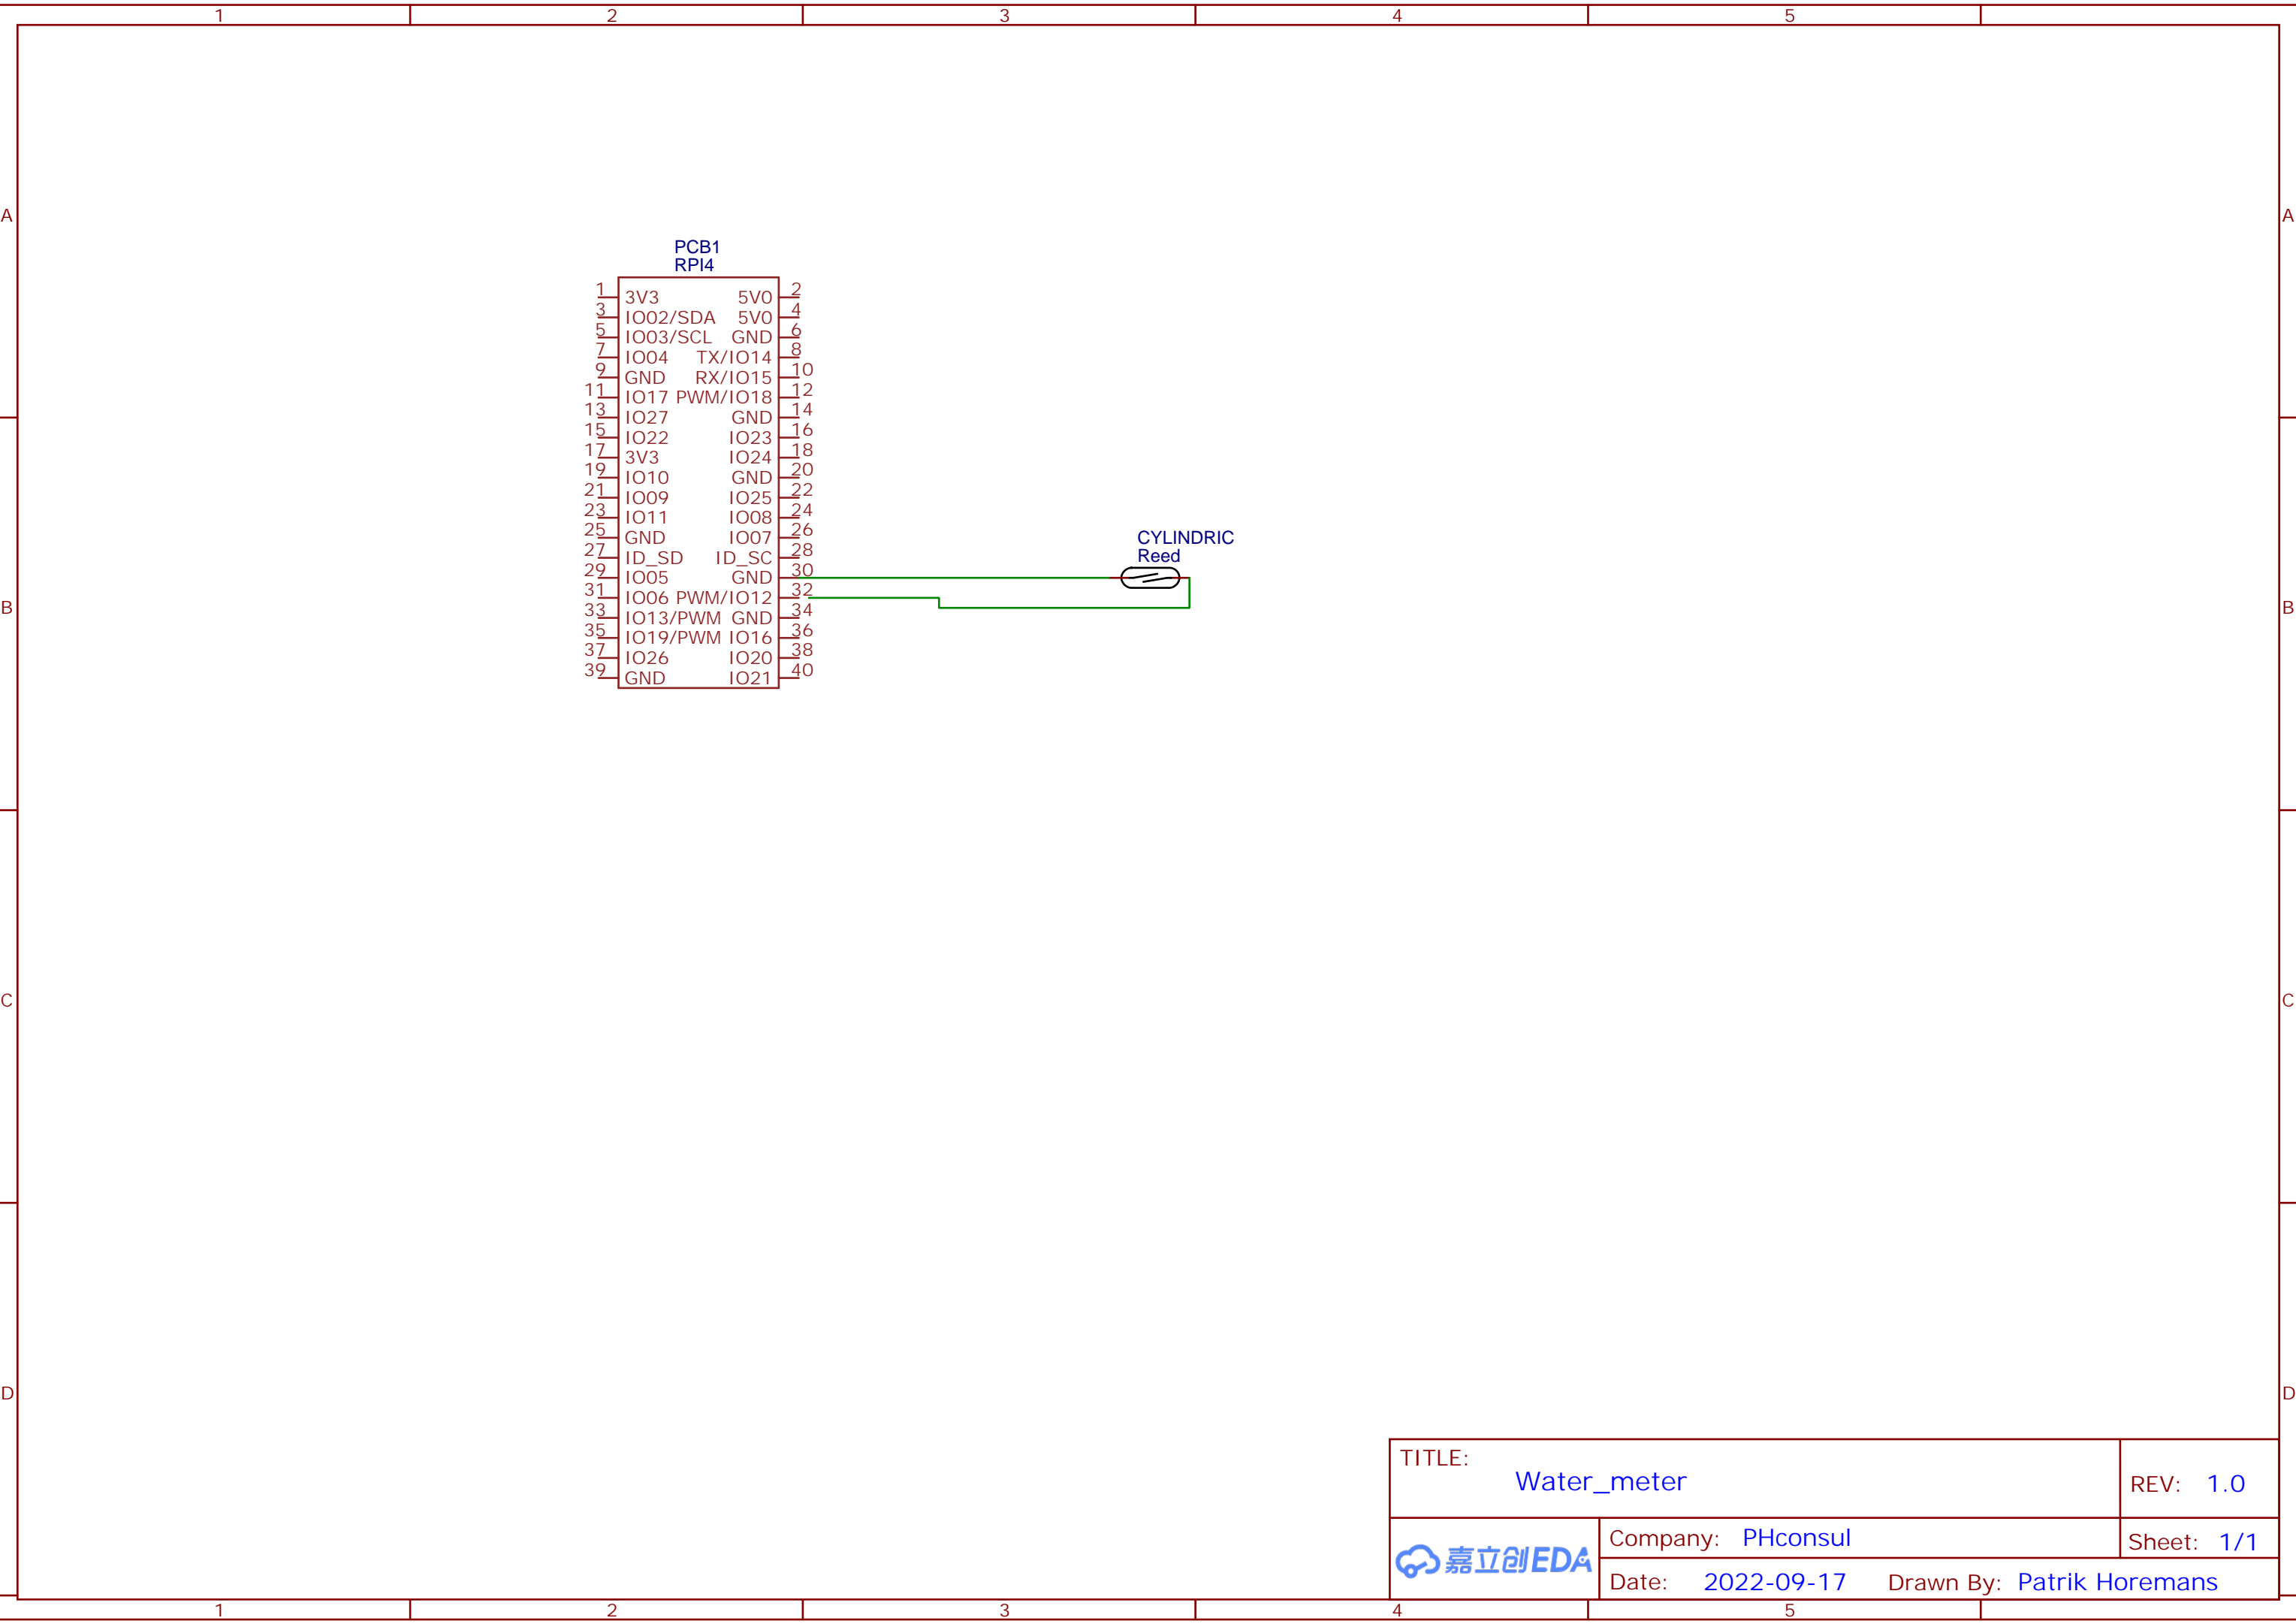 1 2 3 4 5
A A
PCB1
RPI4
1 3V3 5V0 2
3 IO02/SDA 5V0 4
5 IO03/SCL GND 6
7 IO04 TX/IO14 8
9 GND RX/IO15 10
11 IO17 PWM/IO18 12
13 IO27 GND 14
15 IO22 IO23 16
17 3V3 IO24 18
19 IO10 GND 20
21 IO09 IO25 22
23 IO11 IO08 24
25 GND IO07 26
27 ID_SD ID_SC 28
29 IO05 GND 30
31 IO06 PWM/IO12 32
33 IO13/PWM GND 34
35 IO19/PWM IO16 36
37 IO26 IO20 38
39 GND IO21 40
CYLINDRIC
Reed
B B
C C
D D
TITLE:
Water_meter
REV: 1.0
嘉立创EDA
Company: PHconsul
Sheet: 1/1
Date: 2022-09-17 Drawn By: Patrik Horemans
1 2 3 4 5